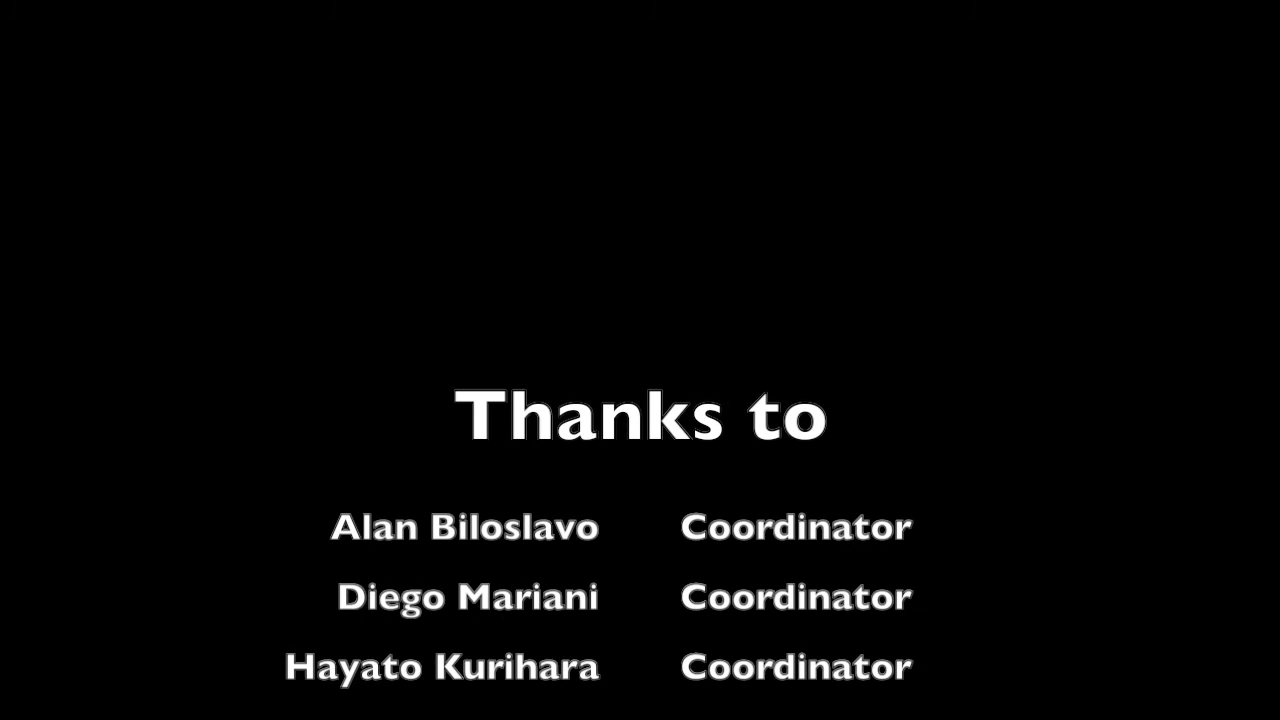 Thanks to
Alan Biloslavo Coordinator
Diego Mariani Coordinator
Hayato Kurihara Coordinator